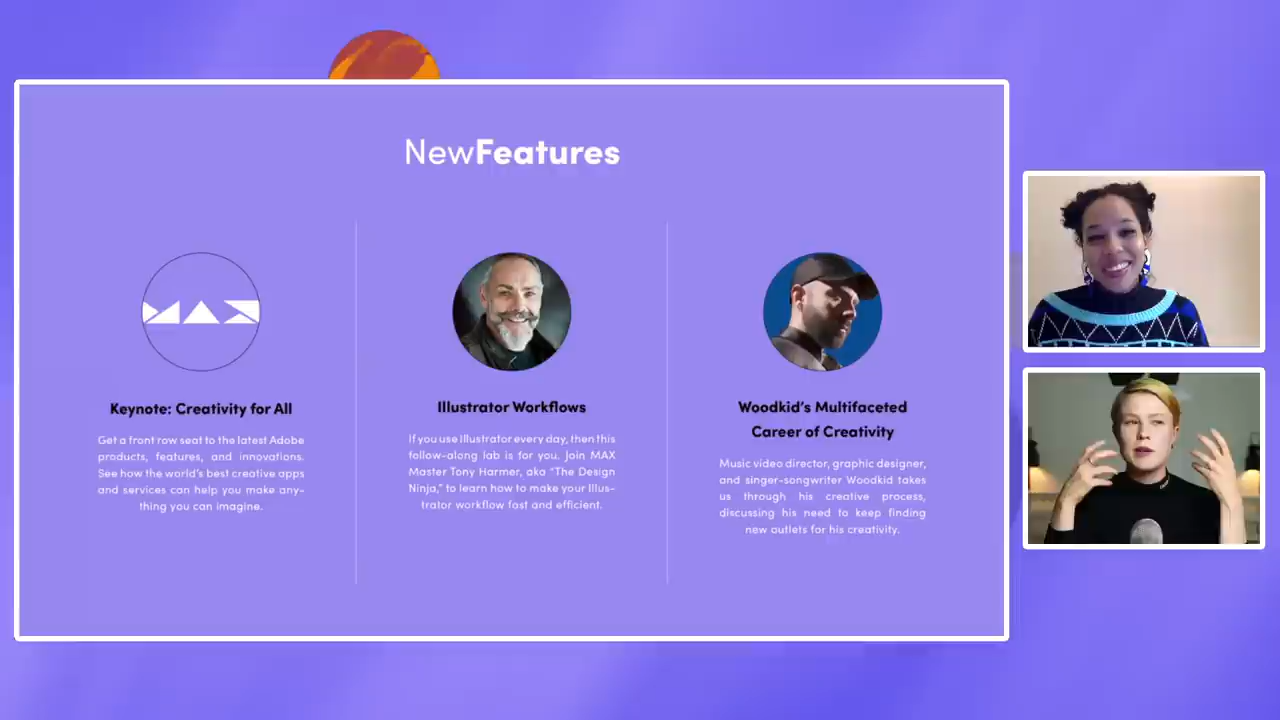 NewFeatures
MAX
Keynote: Creativity for All
Get a front row seat to the latest Adobe
products, features, and innovations.
See how the world's best creative apps
and services can help you make any-
thing you can imagine.
Illustrator Workflows
If you use Illustrator every day, then this
follow-along lab is for you. Join MAX
Master Tony Harmer, aka “The Design
Ninja,” to learn how to make your Illus-
trator workflow fast and efficient.
Woodkid’s Multifaceted
Career of Creativity
Music video director, graphic designer,
and singer-songwriter Woodkid takes
us through his creative process,
discussing his need to keep finding
new outlets for his creativity.